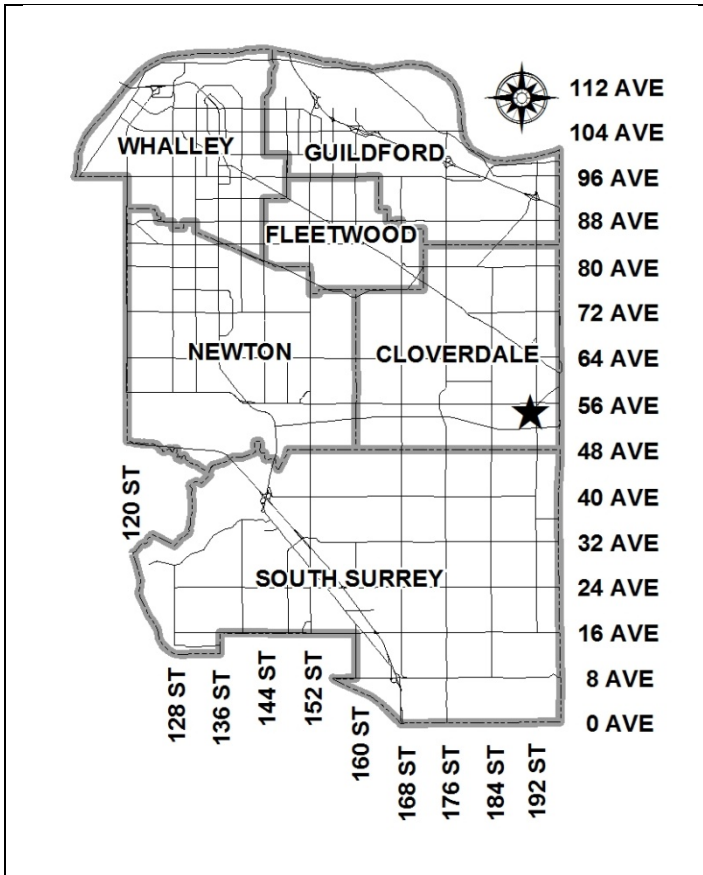 112 AVE
104 AVE
WHALLEY
GUILDFORD
96 AVE
88 AVE
FLEETWOOD
80 AVE
72 AVE
NEWTON
CLOVERDALE
64 AVE
56 AVE
48 AVE
120 ST
40 AVE
32 AVE
SOUTH SURREY
24 AVE
16 AVE
8 AVE
0 AVE
128 ST
136 ST
144 ST
152 ST
160 ST
168 ST
176 ST
184 ST
192 ST